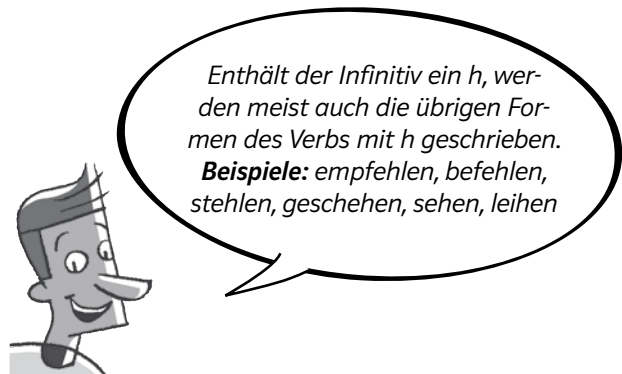 Enthält der Infinitiv ein h, wer-
den meist auch die übrigen For-
men des Verbs mit h geschrieben.
Beispiele: empfehlen, befehlen,
stehlen, geschehen, sehen, leihen